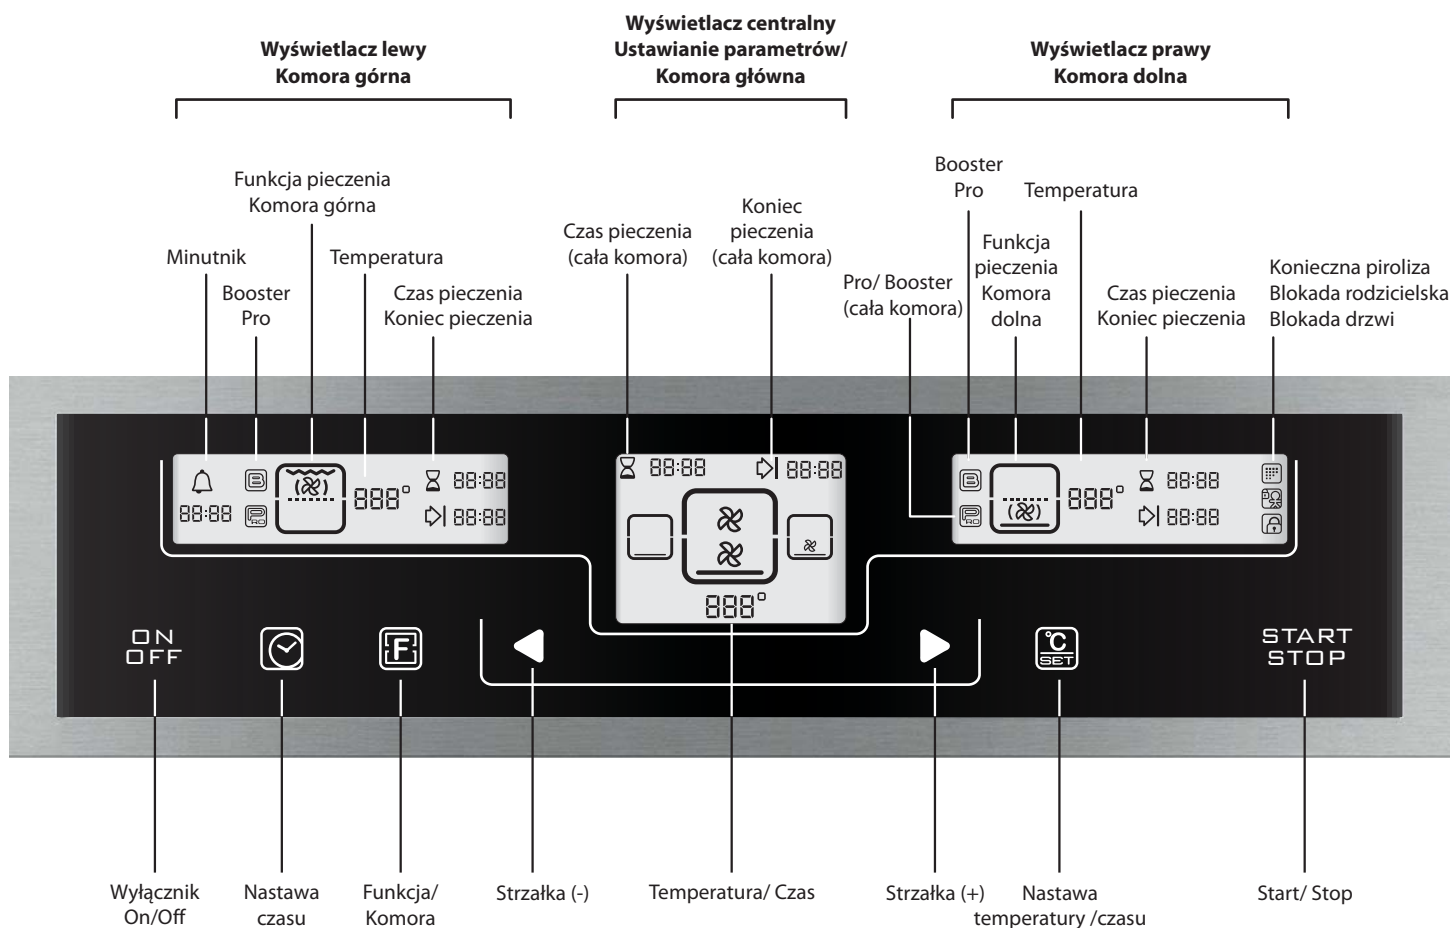 Wyświetlacz lewy
Komora górna
Wyświetlacz centralny
Ustawianie parametrów/
Komora główna
Wyświetlacz prawy
Komora dolna
Minutnik
Booster
Pro
Funkcja pieczenia
Komora górna
Temperatura
Czas pieczenia
Koniec pieczenia
Czas pieczenia
(cała komora)
Koniec
pieczenia
(cała komora)
Pro/ Booster
(cała komora)
Booster
Pro
Funkcja
pieczenia
Komora
dolna
Temperatura
Czas pieczenia
Koniec pieczenia
Konieczna piroliza
Blokada rodzicielska
Blokada drzwi
88:88
B
PRO
888°
88:88
88:88
88:88
88:88
888°
B
PRO
888°
88:88
88:88
ON
OFF
F
°C
SET
START
STOP
Wyłącznik
On/Off
Nastawa
czasu
Funkcja/
Komora
Strzałka (-)
Temperatura/ Czas
Strzałka (+)
Nastawa
temperatury /czasu
Start/ Stop